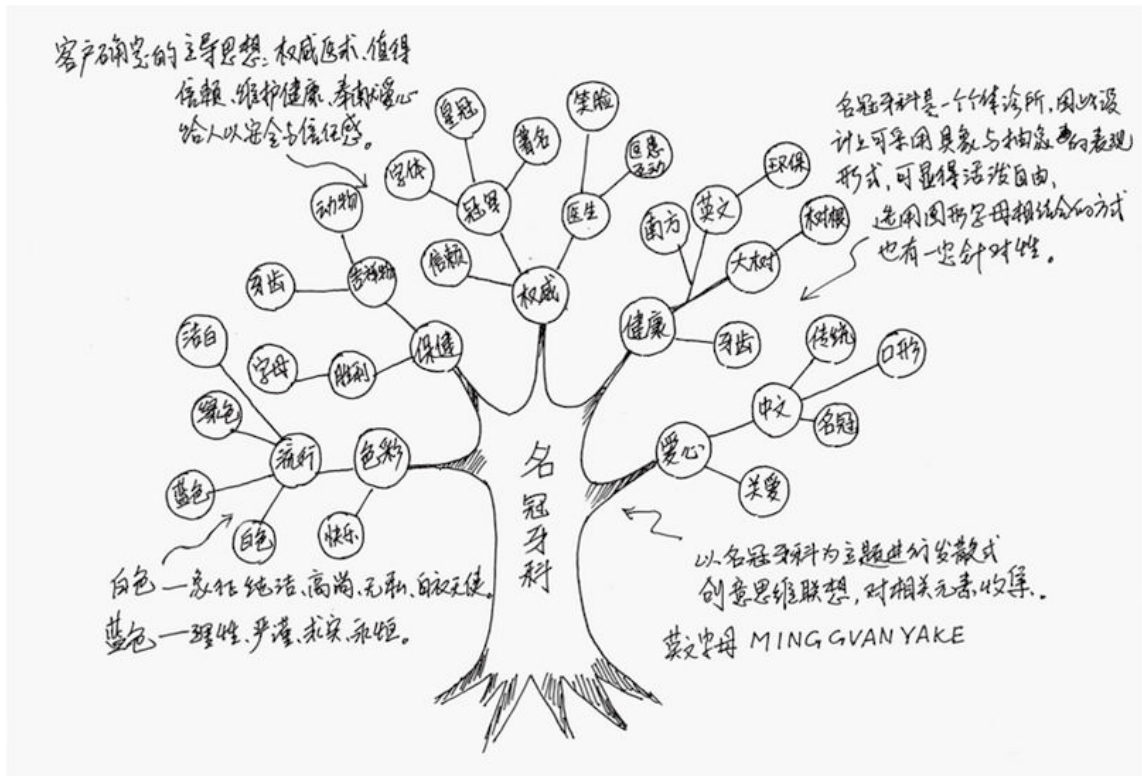 客户确定的主导思想：权威医术、值得
信赖、维护健康、奉献爱心
给人以安全与信任感。
名冠牙科是一个个体诊所，因此设
计上可采用具象与抽象的表现
形式，可显得活泼自由，
选用图形字母相结合的方式
也有一定针对性。
皇冠
著名
字体
冠军
信赖
权威
笑脸
医患
互动
医生
环保
英文
南方
树根
大树
健康
牙齿
动物
牙齿
吉祥物
保健
胜利
字母
洁白
绿色
蓝色
白色
流行
色彩
快乐
传统
口形
中文
名冠
爱心
关爱
名冠牙科
白色—象征纯洁、高尚、无私、白衣天使。
蓝色—理性、严谨、求实、永恒。
以名冠牙科为主题进行发散式
创意思维联想，对相关元素收集。
英文字母 MING GVAN YAKE